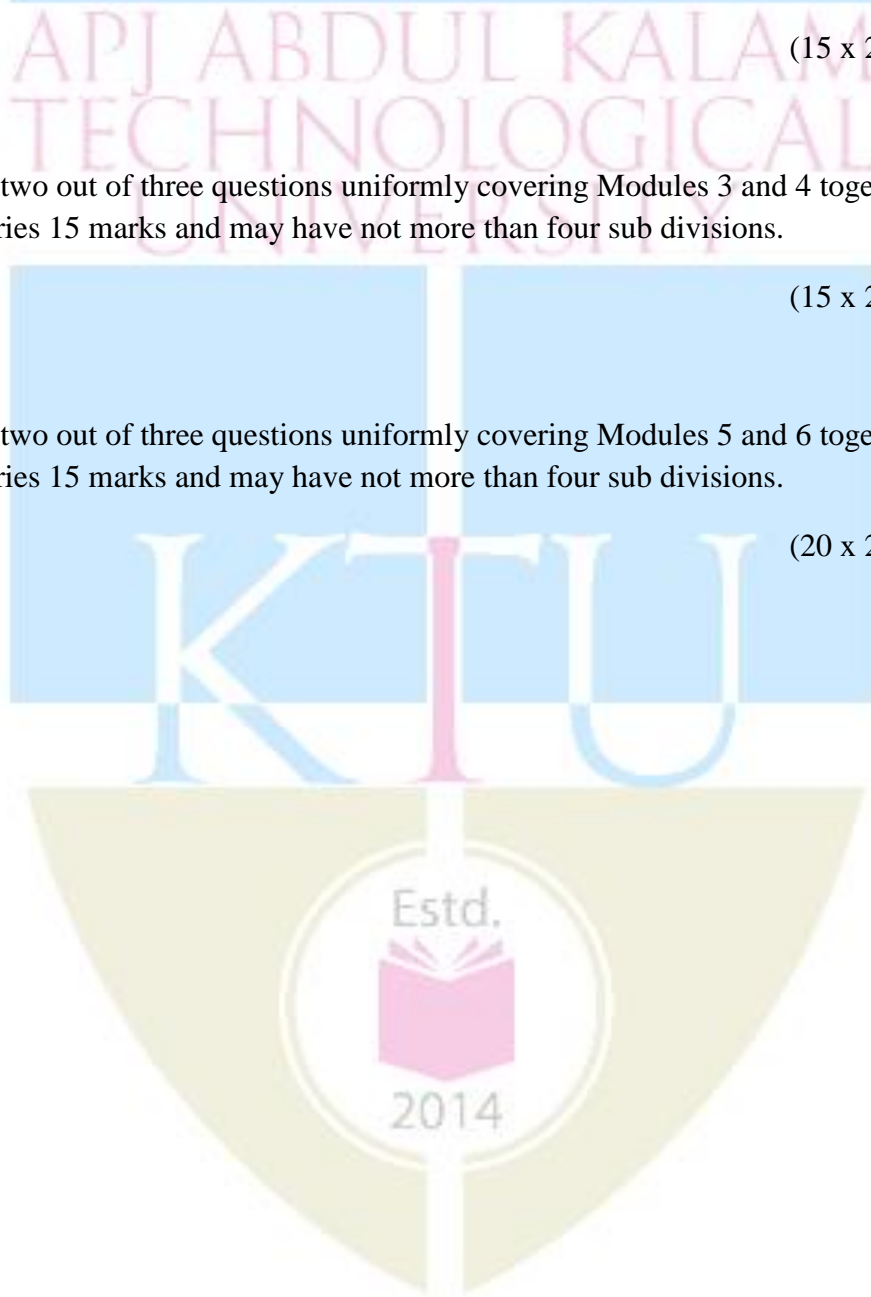 APJ ABDUL KALAM
(15 x 2
TECHNOLOGICAL
two out of three questions uniformly covering Modules 3 and 4 toge
ries 15 marks and may have not more than four sub divisions.
UNIVERSITY
(15 x 2
two out of three questions uniformly covering Modules 5 and 6 toge
ries 15 marks and may have not more than four sub divisions.
(20 x 2
KTU
Estd.
2014